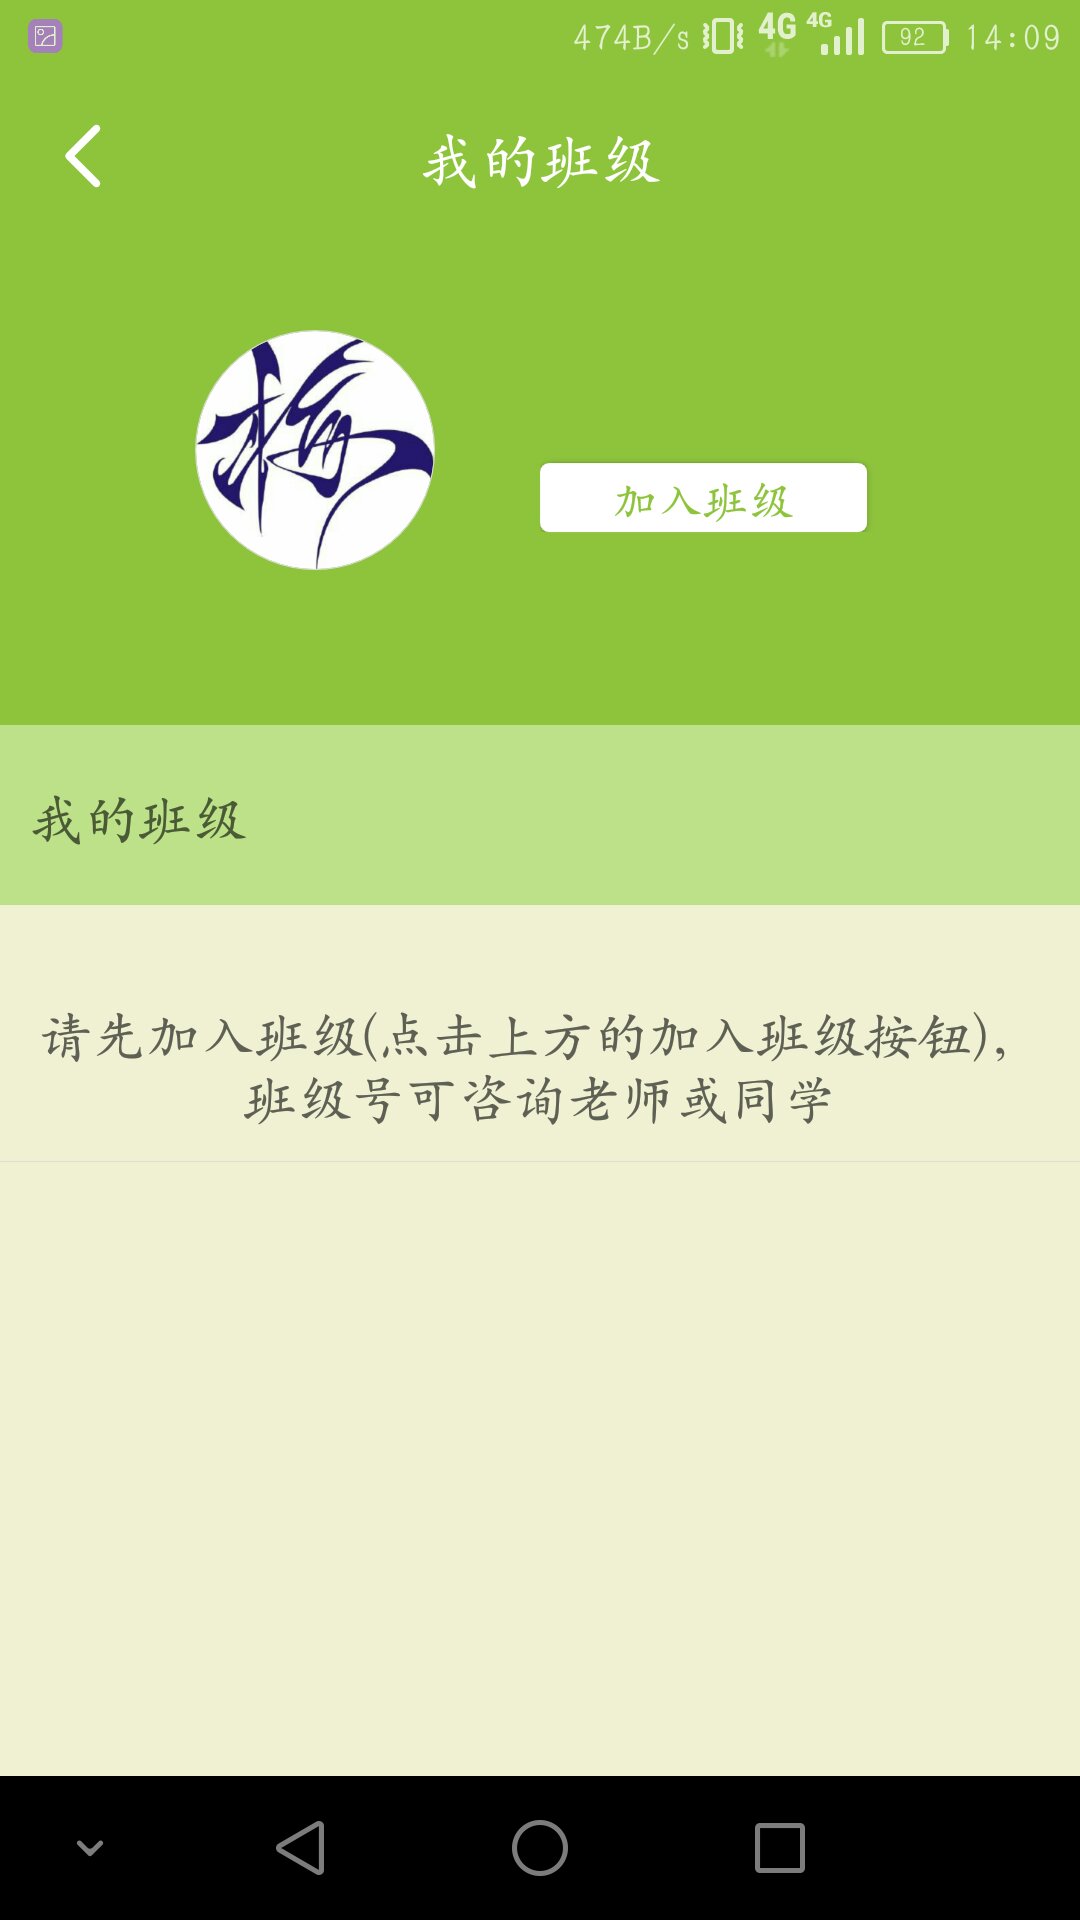 474B/s 4G 4G 92 14:09
我的班级
梅
加入班级
我的班级
请先加入班级(点击上方的加入班级按钮),
班级号可咨询老师或同学